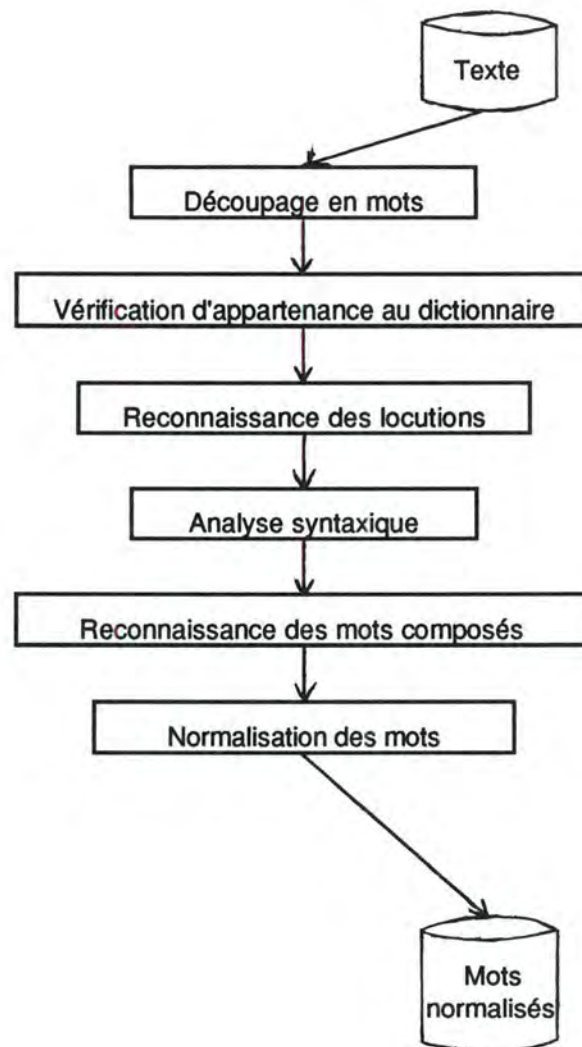 Texte
Découpage en mots
Vérification d'appartenance au dictionnaire
Reconnaissance des locutions
Analyse syntaxique
Reconnaissance des mots composés
Normalisation des mots
Mots
normalisés